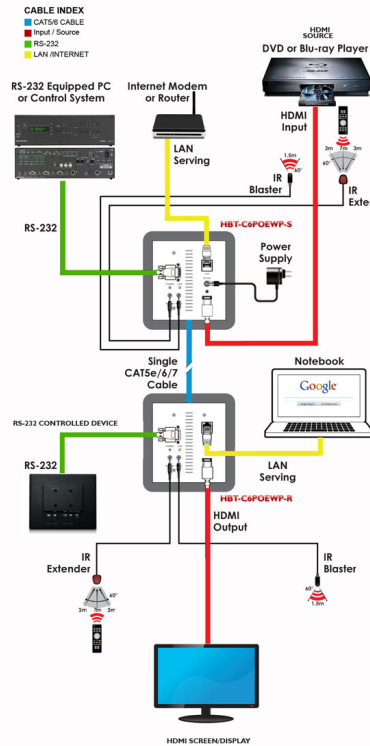 CABLE INDEX
CAT5/6 CABLE
Input / Source
RS-232
LAN /INTERNET
HDMI
SOURCE
DVD or Blu-ray Player
RS-232 Equipped PC
or Control System
Internet Modem
or Router
HDMI
Input
LAN
Serving
1.5m
60°
IR
Blaster
3m 7m 3m
60°
IR
Exter
RS-232
HBT-C6POEWP-S
Power
Supply
Single
CAT5e/6/7
Cable
Notebook
Google
RS-232 CONTROLLED DEVICE
RS-232
LAN
Serving
HBT-C6POEWP-R
HDMI
Output
IR
Extender
60°
3m 7m 3m
IR
Blaster
60°
1.5m
HDMI SCREEN/DISPLAY